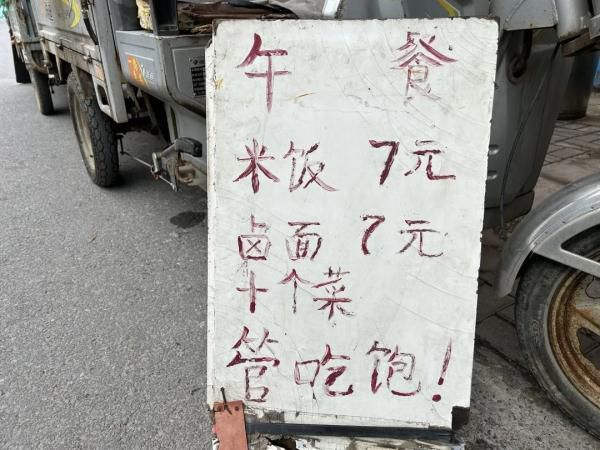 午餐
米饭 7元
卤面 7元
十个菜
管吃饱!